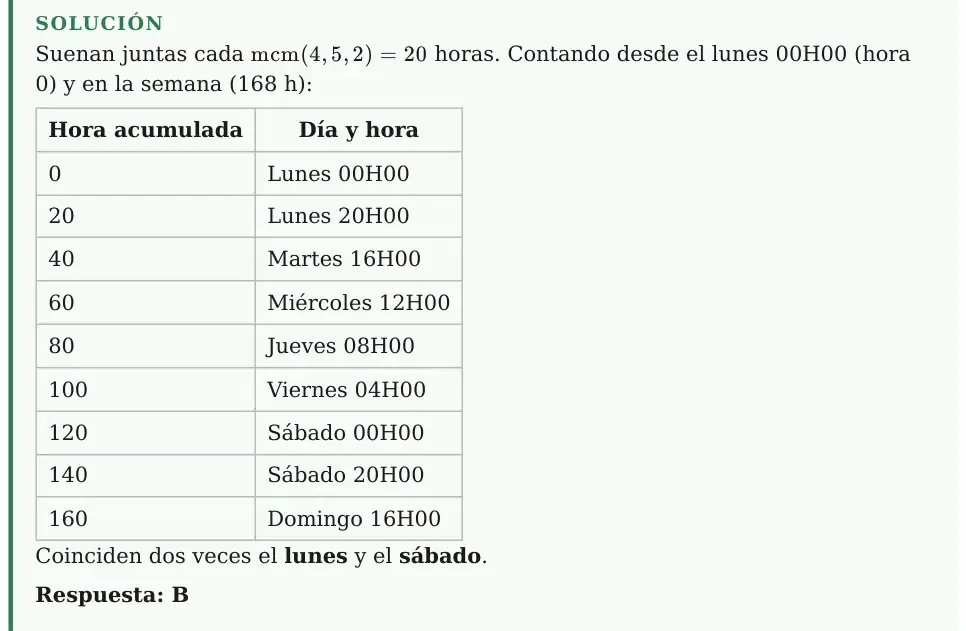 SOLUCIÓN
Suenan juntas cada mcm(4, 5, 2) = 20 horas. Contando desde el lunes 00H00 (hora
0) y en la semana (168 h):
Hora acumulada Día y hora
0 Lunes 00H00
20 Lunes 20H00
40 Martes 16H00
60 Miércoles 12H00
80 Jueves 08H00
100 Viernes 04H00
120 Sábado 00H00
140 Sábado 20H00
160 Domingo 16H00
Coinciden dos veces el lunes y el sábado.
Respuesta: B